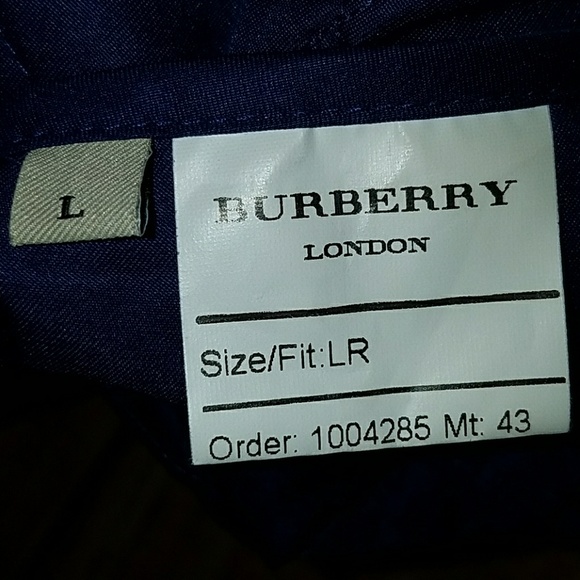 L
BURBERRY
LONDON
Size/Fit:LR
Order: 1004285 Mt: 43